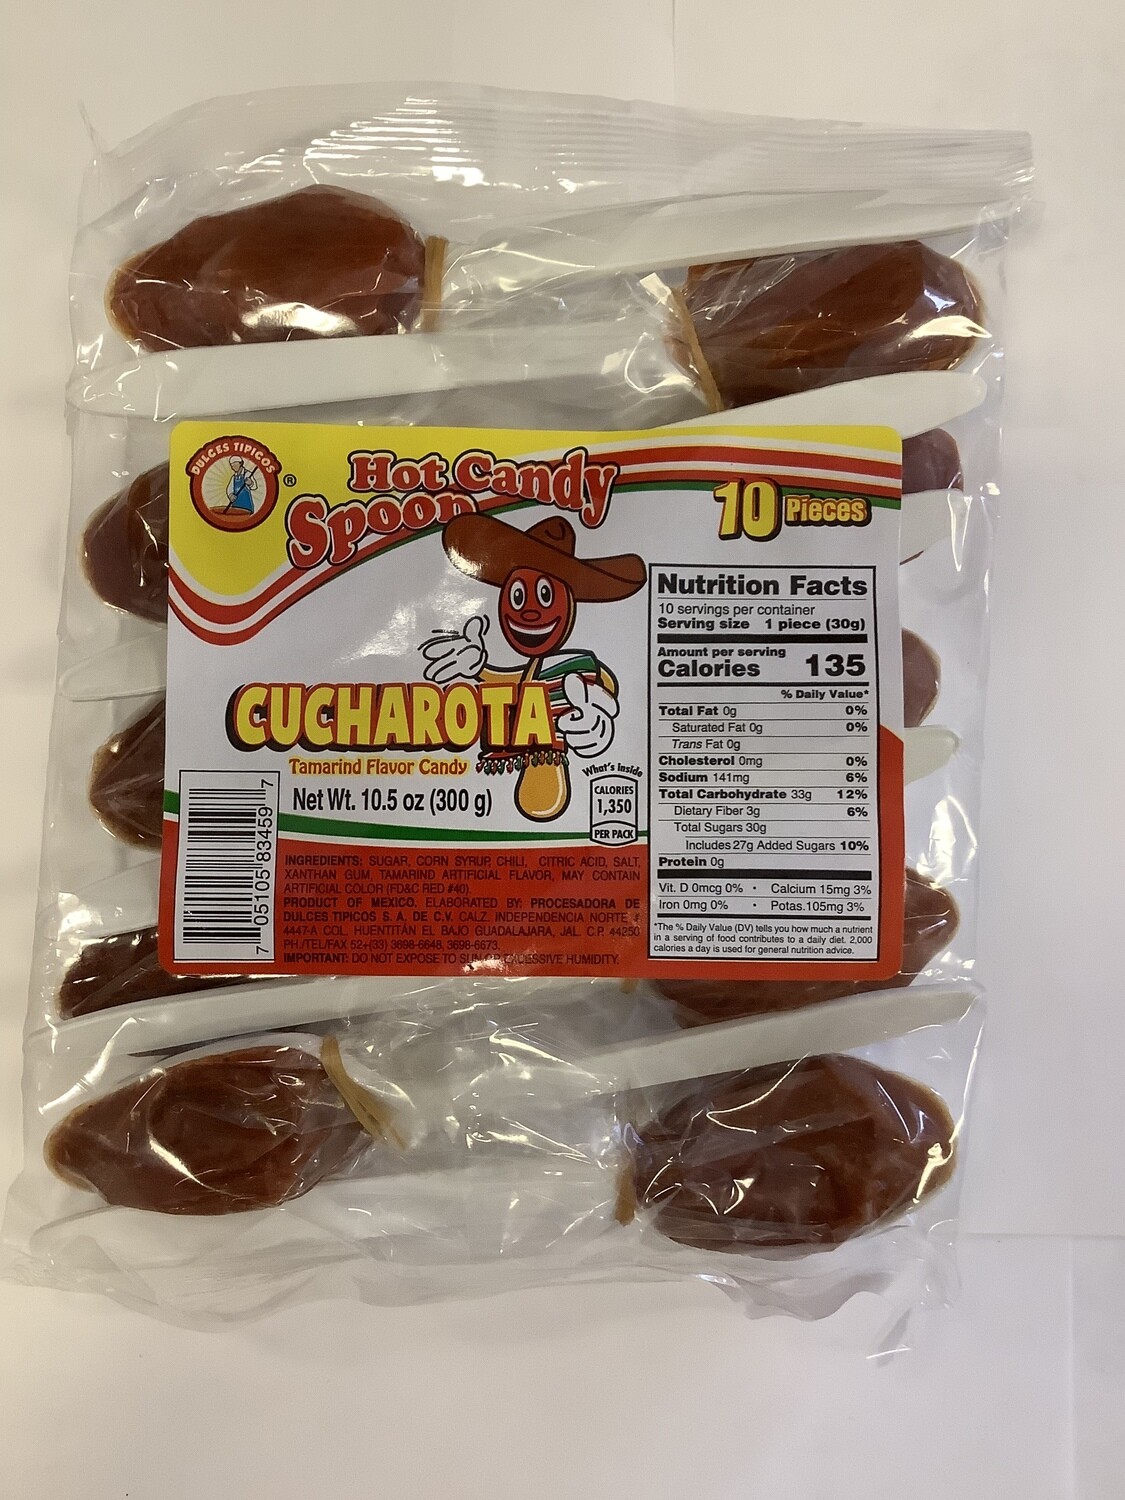 DULCES TIPICOS
®
Hot Candy
Spoon
10 Pieces
CUCHAROTA
Tamarind Flavor Candy
Net Wt. 10.5 oz (300 g)
What's inside
CALORIES
1,350
PER PACK
7 05105 83459 7
INGREDIENTS: SUGAR, CORN SYRUP, CHILI, CITRIC ACID, SALT,
XANTHAN GUM, TAMARIND ARTIFICIAL FLAVOR, MAY CONTAIN
ARTIFICIAL COLOR (FD&C RED #40).
PRODUCT OF MEXICO. ELABORATED BY: PROCESADORA DE
DULCES TIPICOS S. A. DE C.V. CALZ. INDEPENDENCIA NORTE #
4447-A COL. HUENTITÁN EL BAJO GUADALAJARA, JAL. C.P. 44250
PH./TEL/FAX 52+(33) 3698-6648, 3698-6673.
IMPORTANT: DO NOT EXPOSE TO SUN OR EXCESSIVE HUMIDITY.
Nutrition Facts
10 servings per container
Serving size 1 piece (30g)
Amount per serving
Calories 135
% Daily Value*
Total Fat 0g 0%
Saturated Fat 0g 0%
Trans Fat 0g
Cholesterol 0mg 0%
Sodium 141mg 6%
Total Carbohydrate 33g 12%
Dietary Fiber 3g 6%
Total Sugars 30g
Includes 27g Added Sugars 10%
Protein 0g
Vit. D 0mcg 0% • Calcium 15mg 3%
Iron 0mg 0% • Potas. 105mg 3%
*The % Daily Value (DV) tells you how much a nutrient
in a serving of food contributes to a daily diet. 2,000
calories a day is used for general nutrition advice.